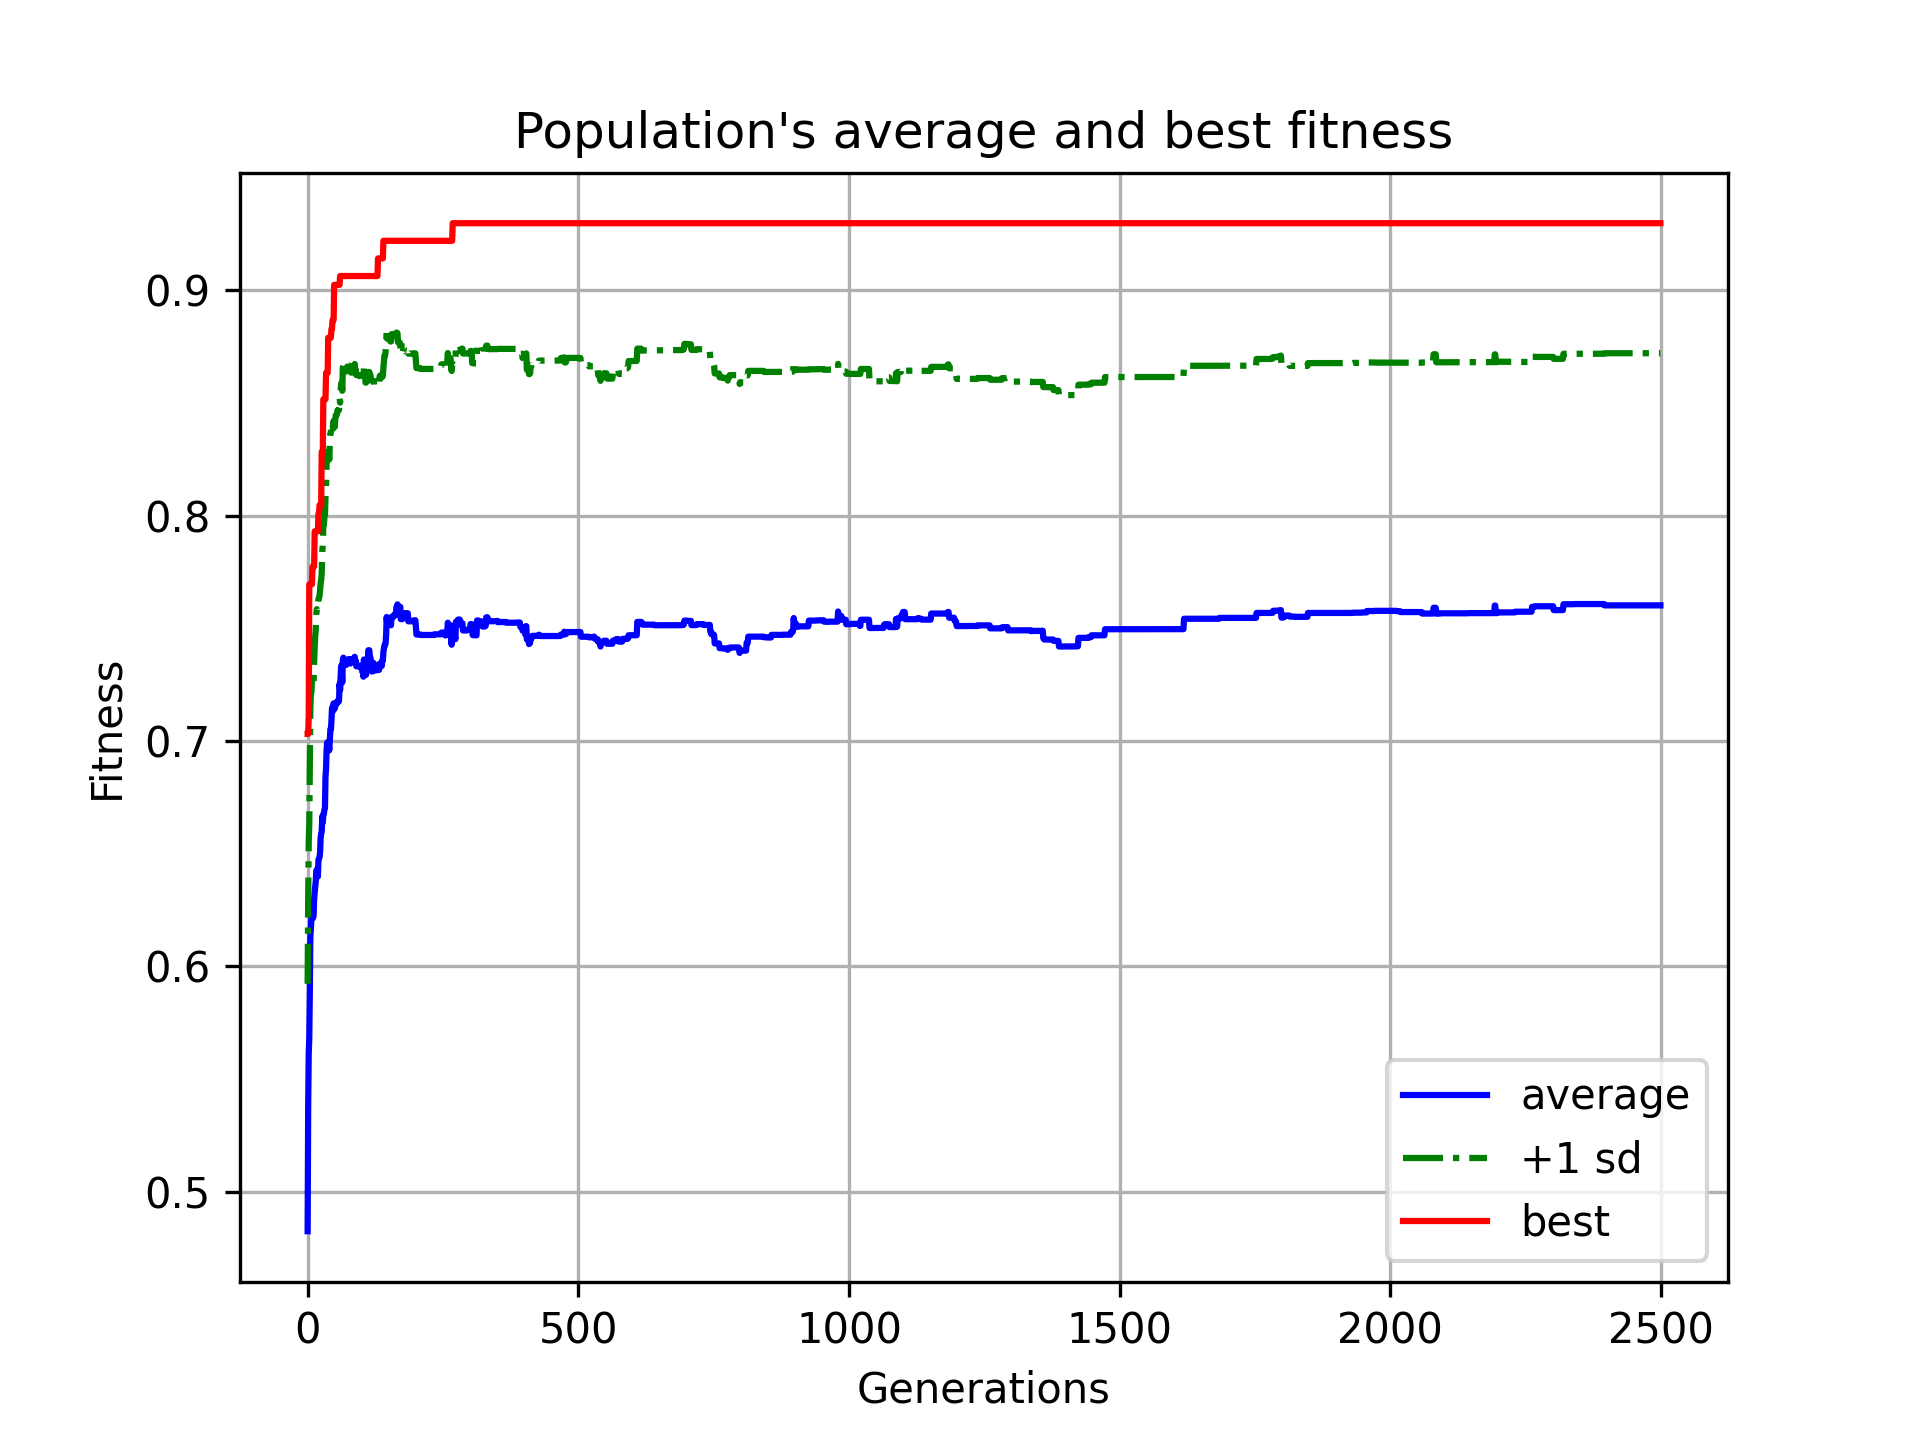 Population's average and best fitness
Fitness
0.9
0.8
0.7
0.6
0.5
0
500
1000
1500
2000
2500
Generations
average
+1 sd
best